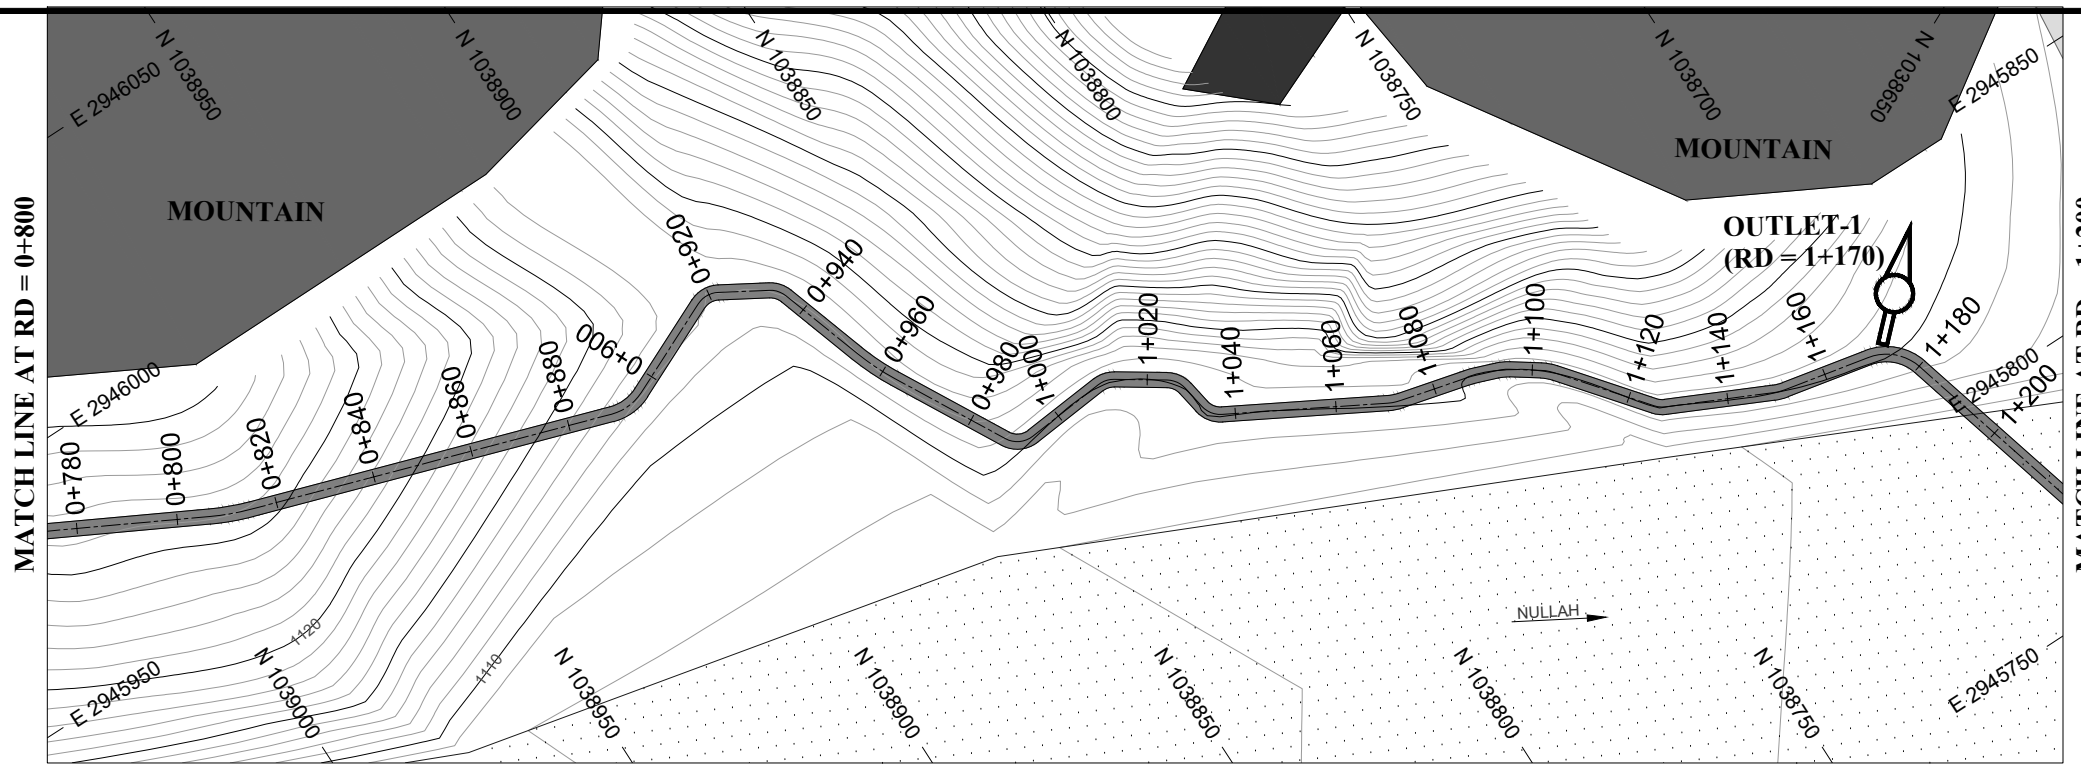 N 1038950
N 1038900
N 1038850
N 1038800
N 1038750
N 1038700
N 1038650
E 2946050
E 2945850
MOUNTAIN
MOUNTAIN
MATCH LINE AT RD = 0+800
OUTLET-1
(RD = 1+170)
0+780
0+800
0+820
0+840
0+860
0+880
0+900
0+920
0+940
0+960
0+980
1+000
1+020
1+040
1+060
1+080
1+100
1+120
1+140
1+160
1+180
1+200
E 2946000
E 2945800
NULLAH
1120
1110
E 2945950
E 2945750
N 1039000
N 1038950
N 1038900
N 1038850
N 1038800
N 1038750